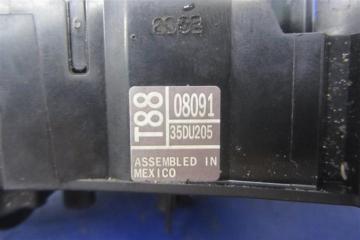 T88
08091
35DU205
ASSEMBLED IN
MEXICO